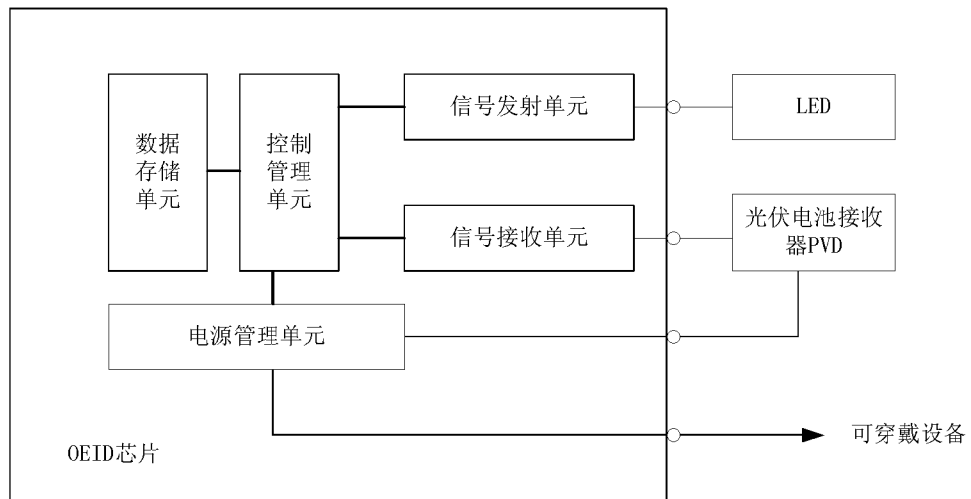 数据
存储
单元
控制
管理
单元
信号发射单元
LED
信号接收单元
光伏电池接收
器PVD
电源管理单元
OEID芯片
可穿戴设备